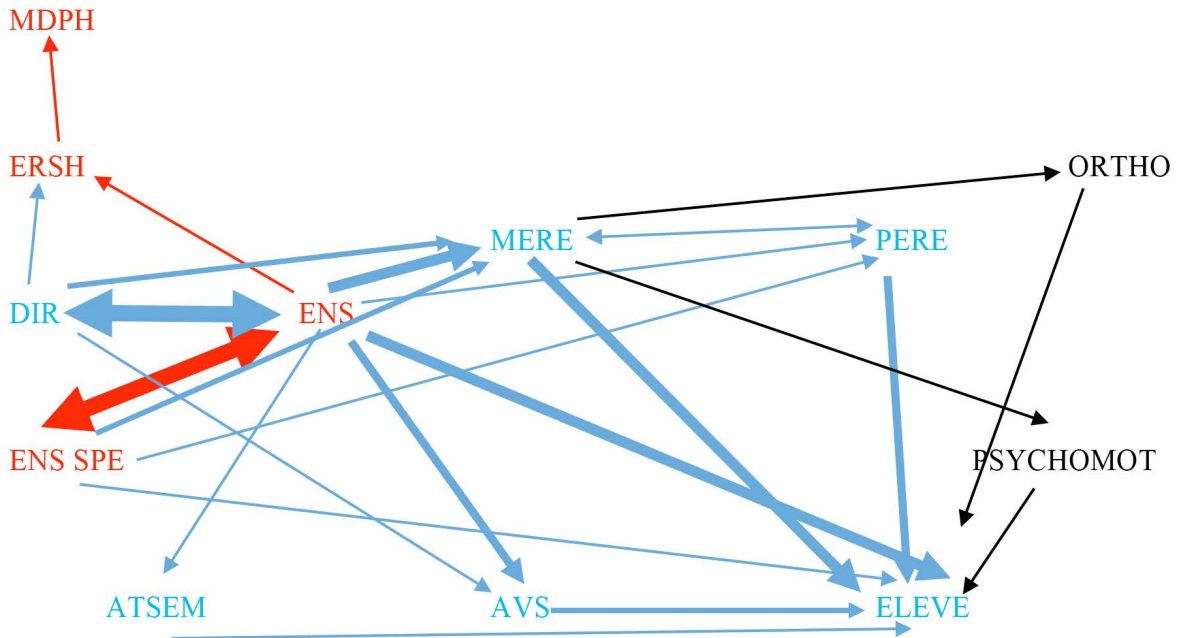 MDPH
ERSH
ORTHO
MERE
PERE
DIR
ENS
ENS SPE
PSYCHOMOT
ATSEM
AVS
ELEVE